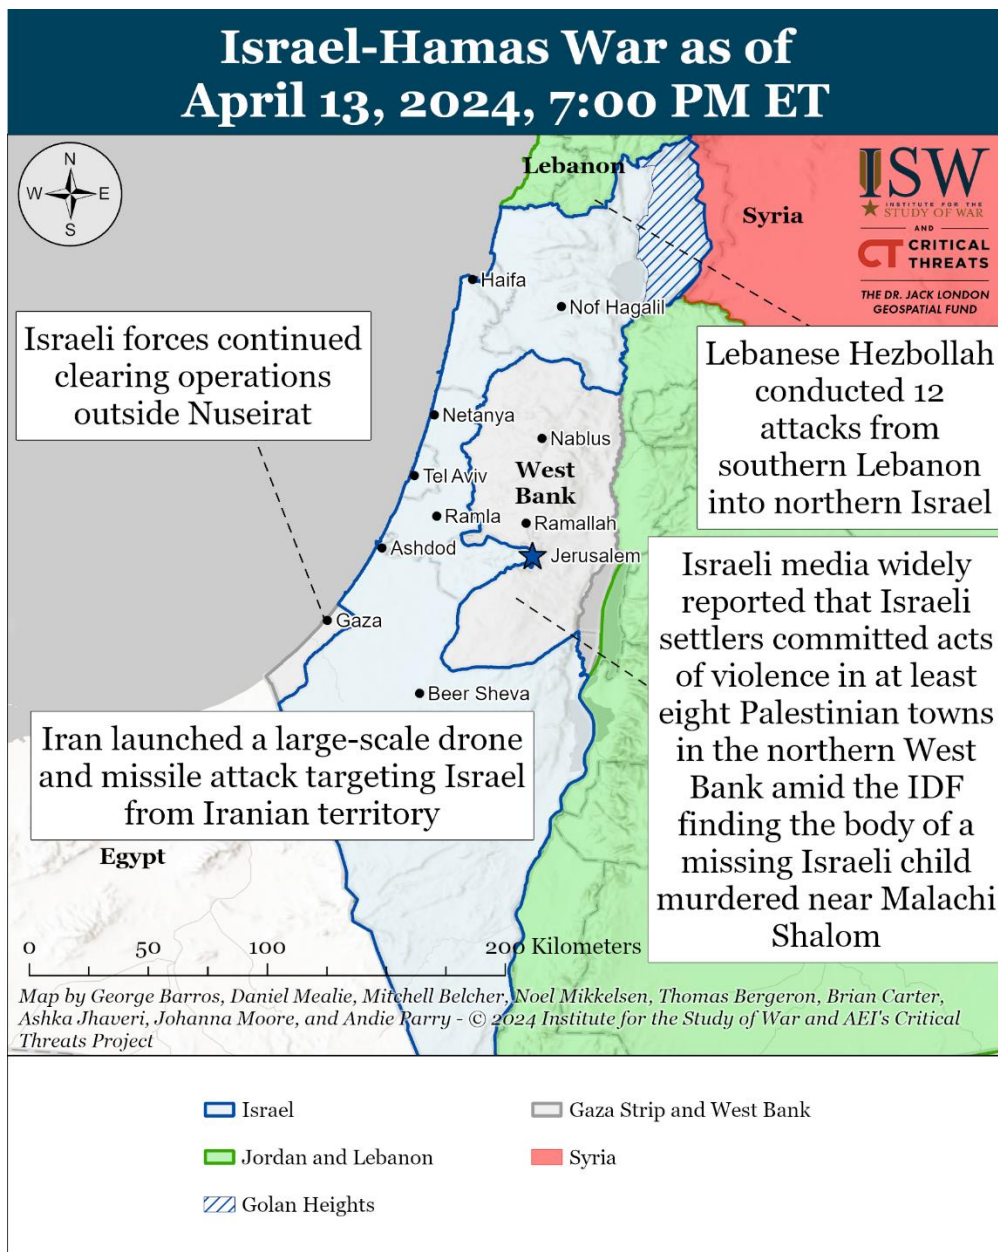 Israel-Hamas War as of
April 13, 2024, 7:00 PM ET
N
W
E
S
Lebanon
Syria
ISW
INSTITUTE FOR THE
STUDY OF WAR
AND
CT CRITICAL
THREATS
THE DR. JACK LONDON
GEOSPATIAL FUND
Haifa
Nof Hagalil
Israeli forces continued
clearing operations
outside Nuseirat
Lebanese Hezbollah
conducted 12
attacks from
southern Lebanon
into northern Israel
Netanya
Nablus
West
Bank
Tel Aviv
Ramla
Ramallah
Ashdod
Jerusalem
Gaza
Beer Sheva
Israeli media widely
reported that Israeli
settlers committed acts
of violence in at least
eight Palestinian towns
in the northern West
Bank amid the IDF
finding the body of a
missing Israeli child
murdered near Malachi
Shalom
Iran launched a large-scale drone
and missile attack targeting Israel
from Iranian territory
Egypt
0 50 100 200 Kilometers
Map by George Barros, Daniel Mealie, Mitchell Belcher, Noel Mikkelsen, Thomas Bergeron, Brian Carter,
Ashka Jhaveri, Johanna Moore, and Andie Parry - © 2024 Institute for the Study of War and AEI's Critical
Threats Project
Israel
Gaza Strip and West Bank
Jordan and Lebanon
Syria
Golan Heights